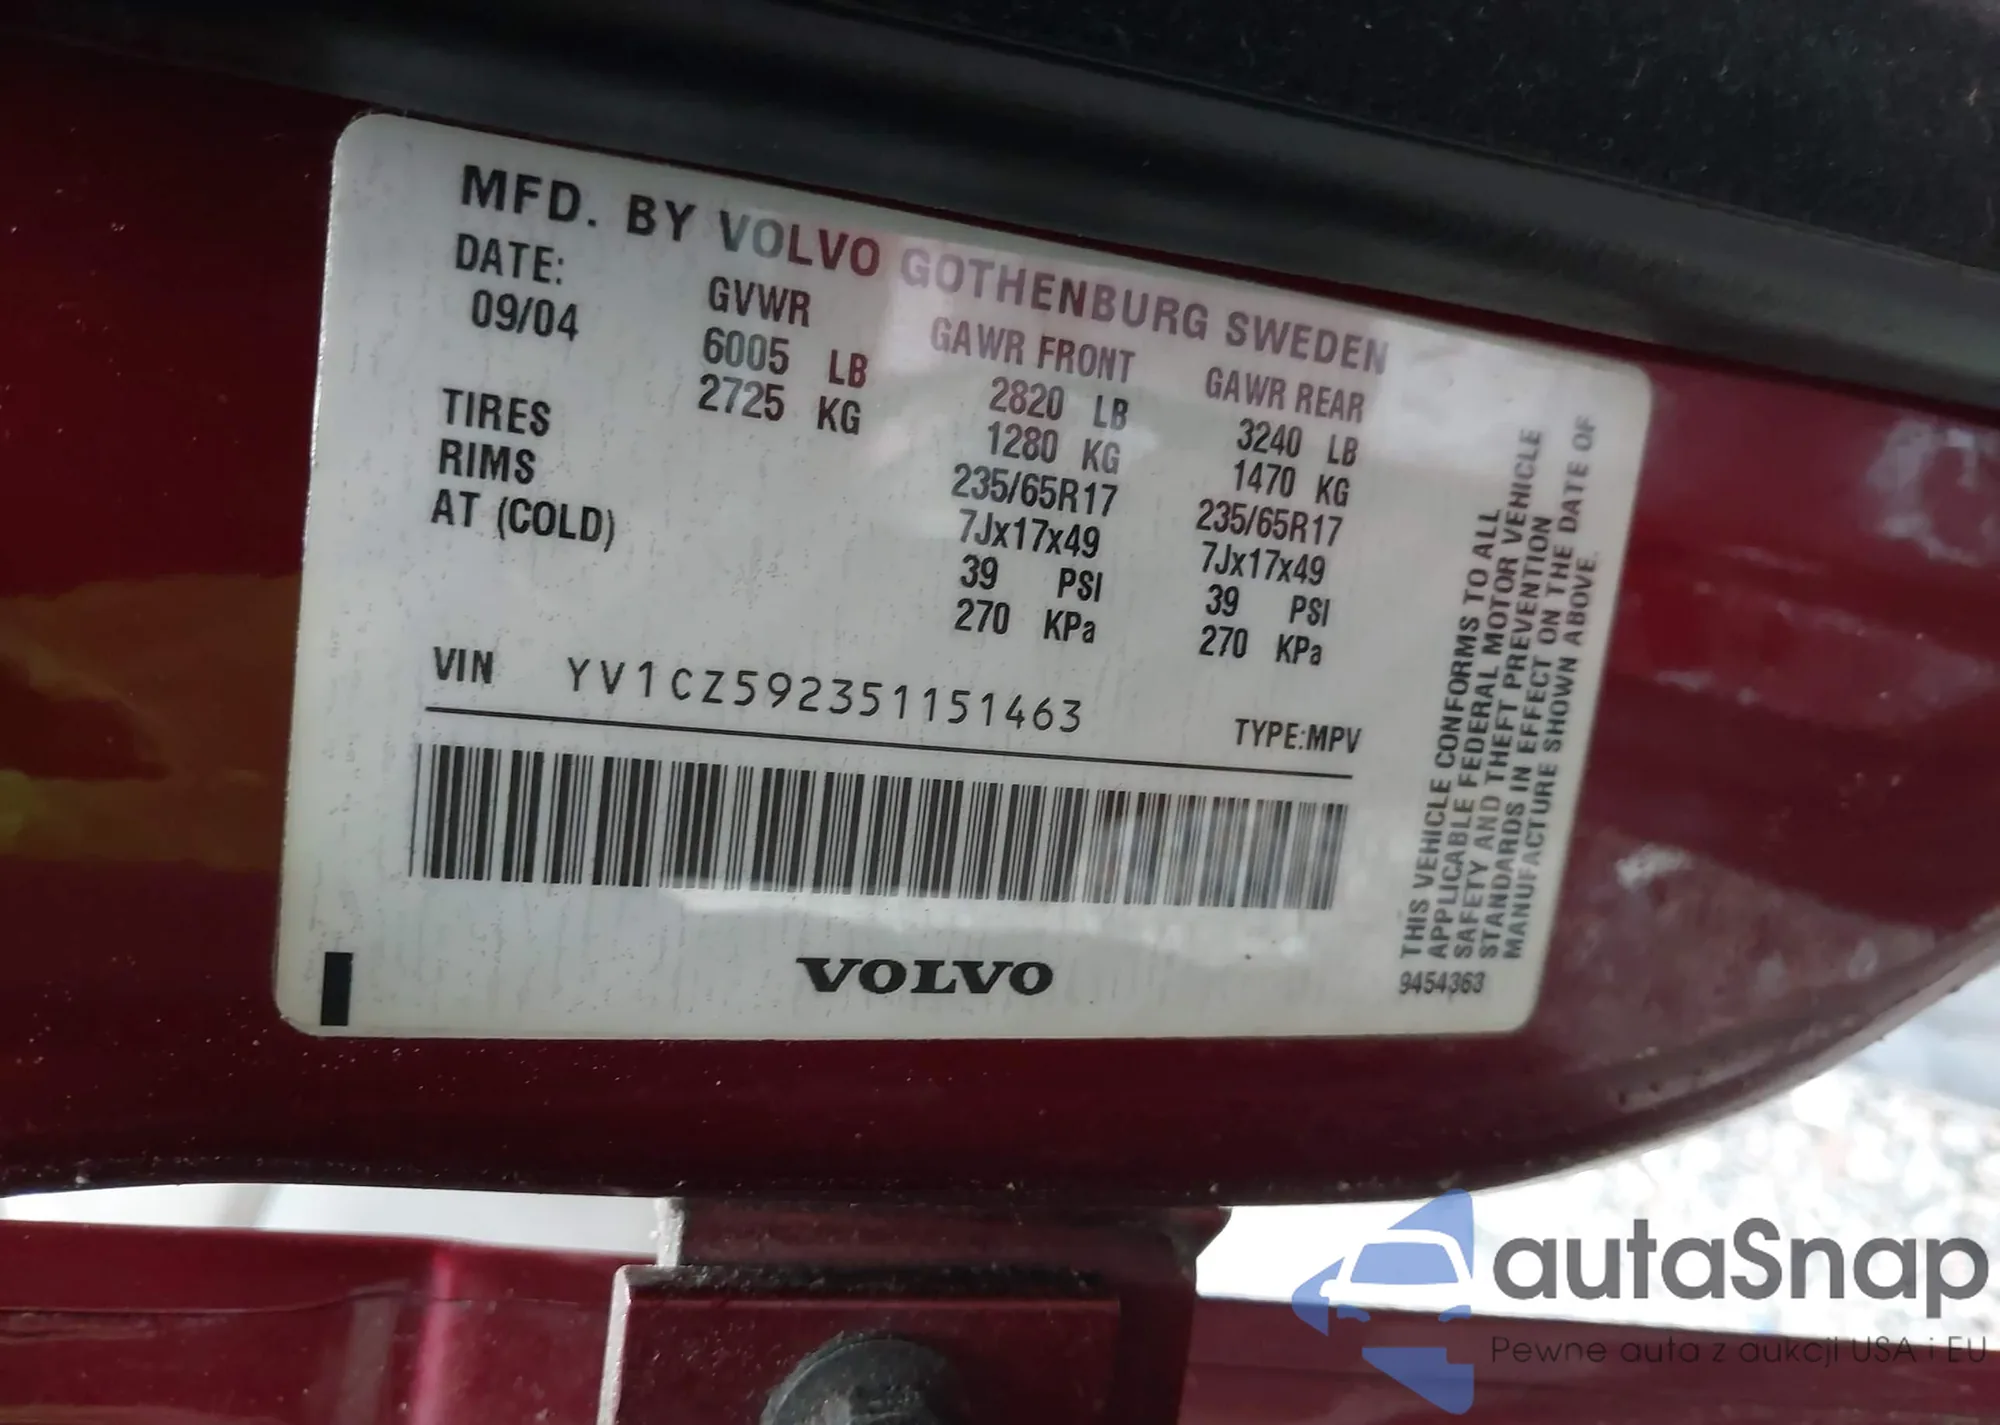 MFD. BY VOLVO GOTHENBURG SWEDEN
DATE: GVWR GAWR FRONT GAWR REAR
09/04 6005 LB 2820 LB 3240 LB
2725 KG 1280 KG 1470 KG
TIRES 235/65R17 235/65R17
RIMS 7Jx17x49 7Jx17x49
AT (COLD) 39 PSI 39 PSI
270 KPa 270 KPa
VIN YV1CZ592351151463 TYPE:MPV
VOLVO
THIS VEHICLE CONFORMS TO ALL
APPLICABLE FEDERAL MOTOR VEHICLE
SAFETY AND THEFT PREVENTION
STANDARDS IN EFFECT ON THE DATE OF
MANUFACTURE SHOWN ABOVE.
9454363
autaSnap
Pewne auta z aukcji USA i EU